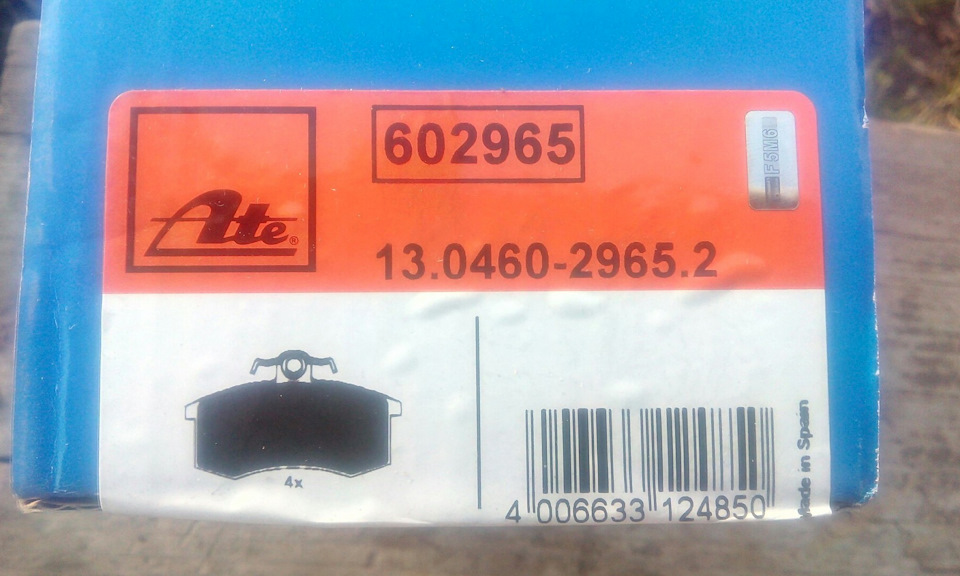 Ate®
602965
F5M6
13.0460-2965.2
4x
4 006633 124850
Made in Spain